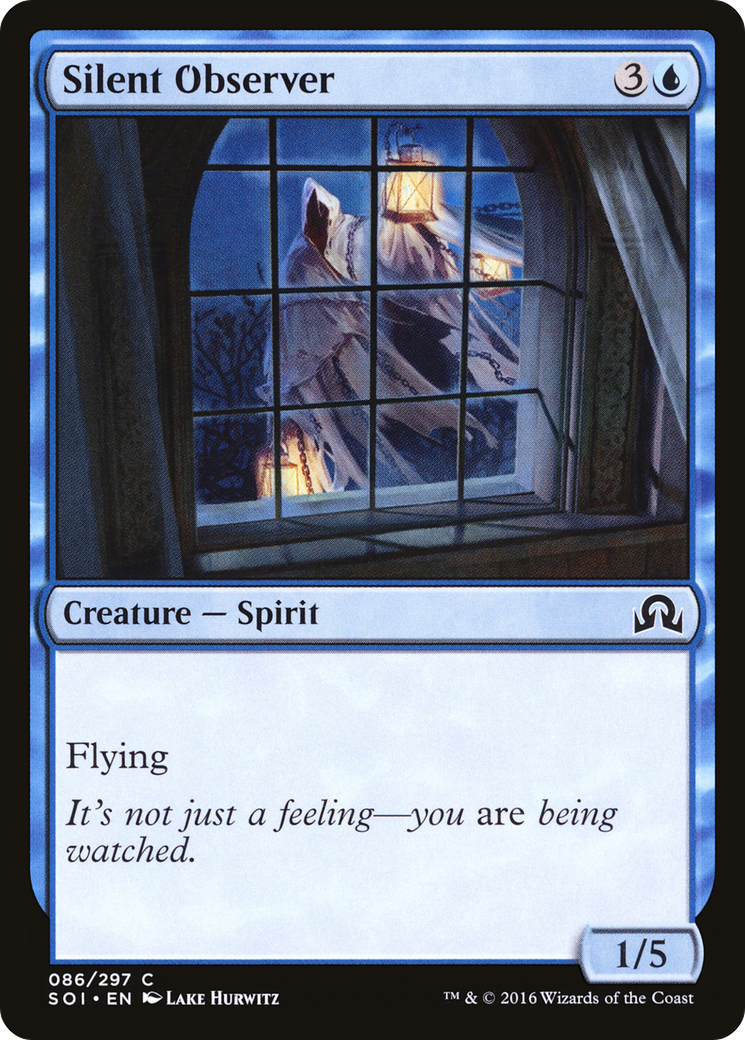 Silent Observer
3
Creature — Spirit
Flying
It's not just a feeling—you are being
watched.
1/5
086/297 C
SOI • EN Lake Hurwitz
™ & © 2016 Wizards of the Coast